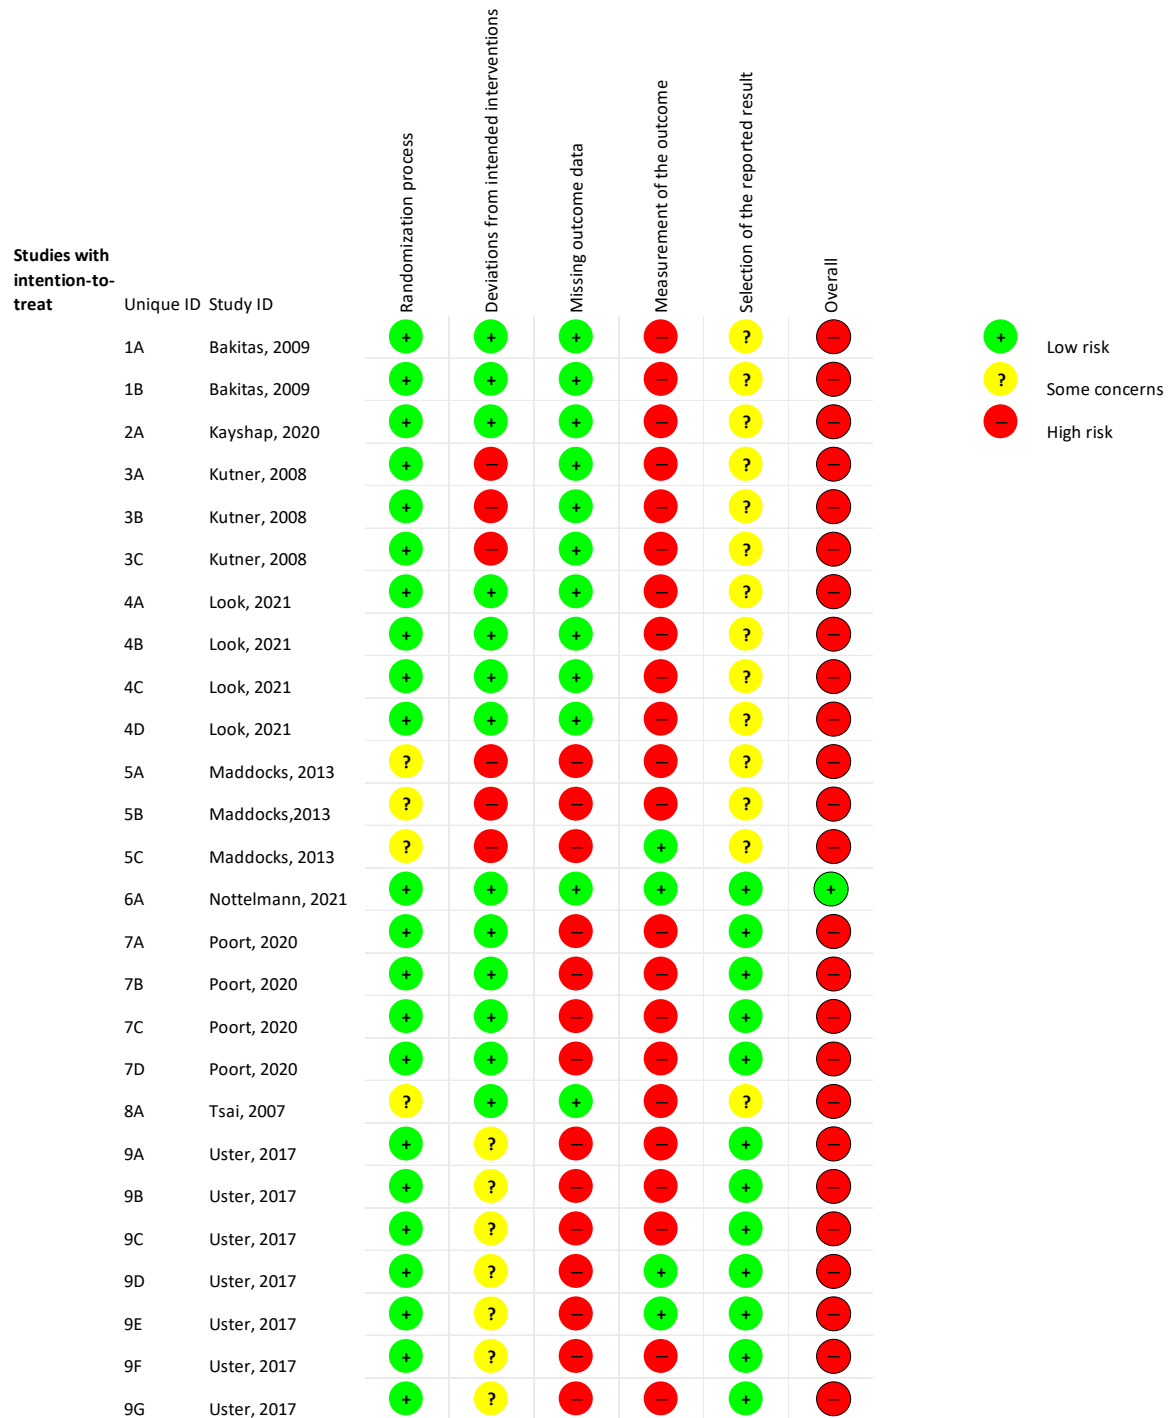 Randomization process
Deviations from intended interventions
Missing outcome data
Measurement of the outcome
Selection of the reported result
Overall
Studies with
intention-to-
treat
Unique ID Study ID
1A Bakitas, 2009 + + + − ? −
1B Bakitas, 2009 + + + − ? −
2A Kayshap, 2020 + + + − ? −
3A Kutner, 2008 + − + − ? −
3B Kutner, 2008 + − + − ? −
3C Kutner, 2008 + − + − ? −
4A Look, 2021 + + + − ? −
4B Look, 2021 + + + − ? −
4C Look, 2021 + + + − ? −
4D Look, 2021 + + + − ? −
5A Maddocks, 2013 ? − − − ? −
5B Maddocks,2013 ? − − − ? −
5C Maddocks, 2013 ? − − + ? −
6A Nottelmann, 2021 + + + + + +
7A Poort, 2020 + + − − + −
7B Poort, 2020 + + − − + −
7C Poort, 2020 + + − − + −
7D Poort, 2020 + + − − + −
8A Tsai, 2007 ? + + − ? −
9A Uster, 2017 + ? − − + −
9B Uster, 2017 + ? − − + −
9C Uster, 2017 + ? − − + −
9D Uster, 2017 + ? − + + −
9E Uster, 2017 + ? − + + −
9F Uster, 2017 + ? − − + −
9G Uster, 2017 + ? − − + −
+ Low risk
? Some concerns
− High risk